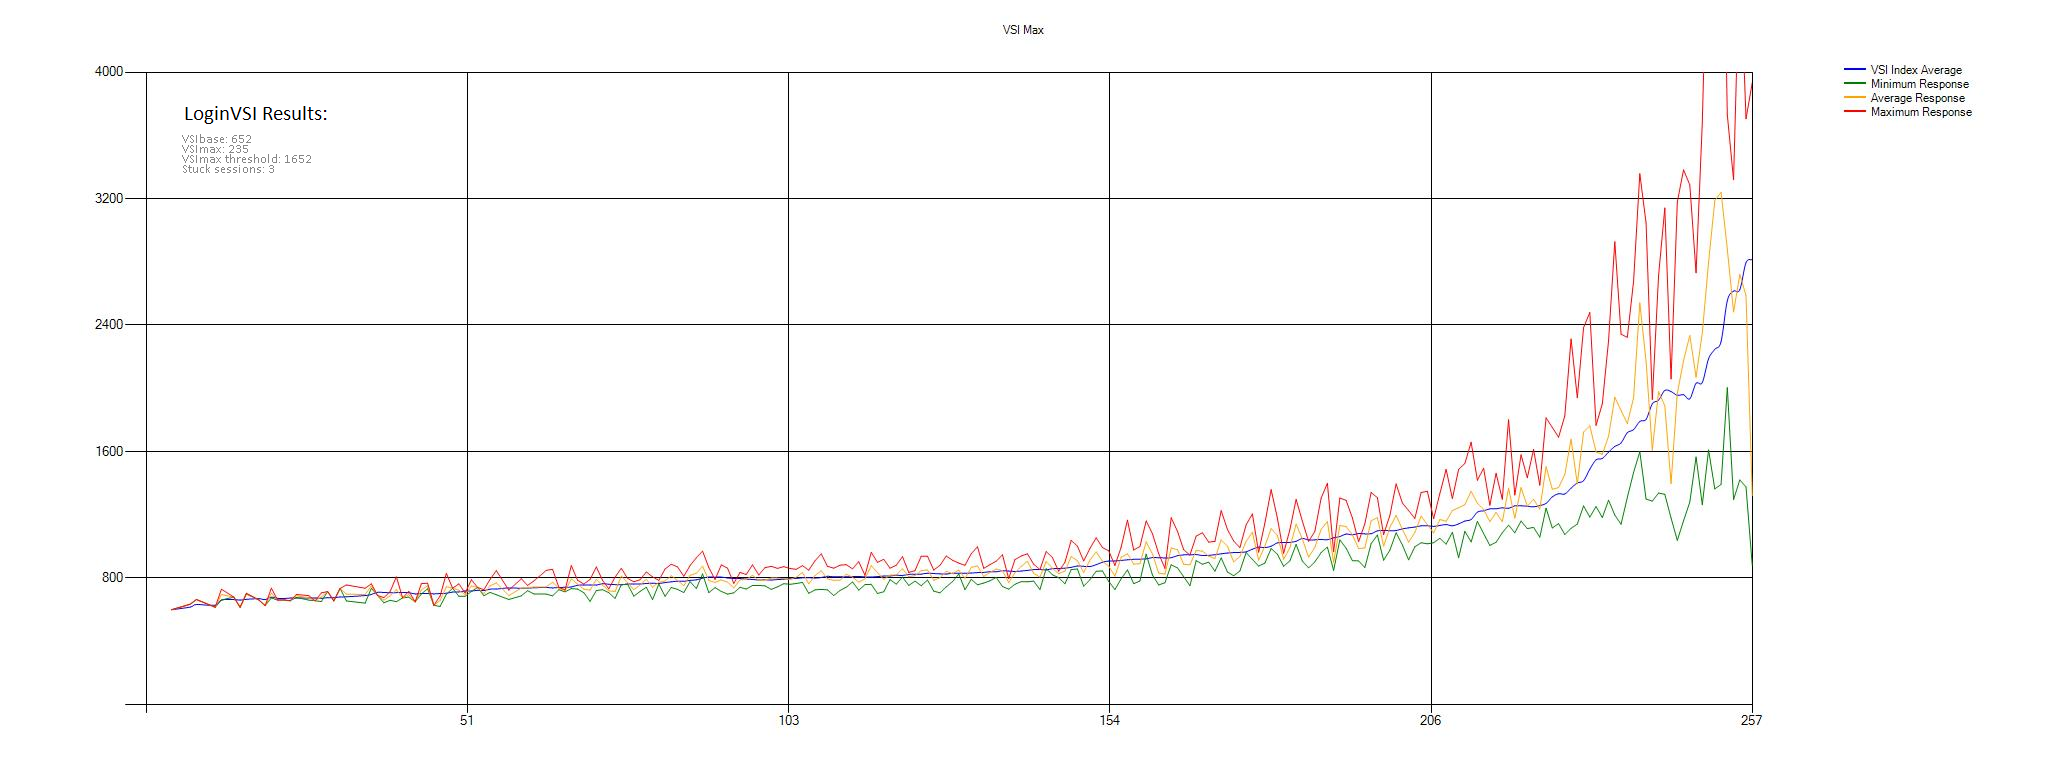 VSI Max
4000
3200
2400
1600
800
LoginVSI Results:
VSIbase: 652
VSImax: 235
VSImax threshold: 1652
Stuck sessions: 3
51
103
154
206
257
VSI Index Average
Minimum Response
Average Response
Maximum Response